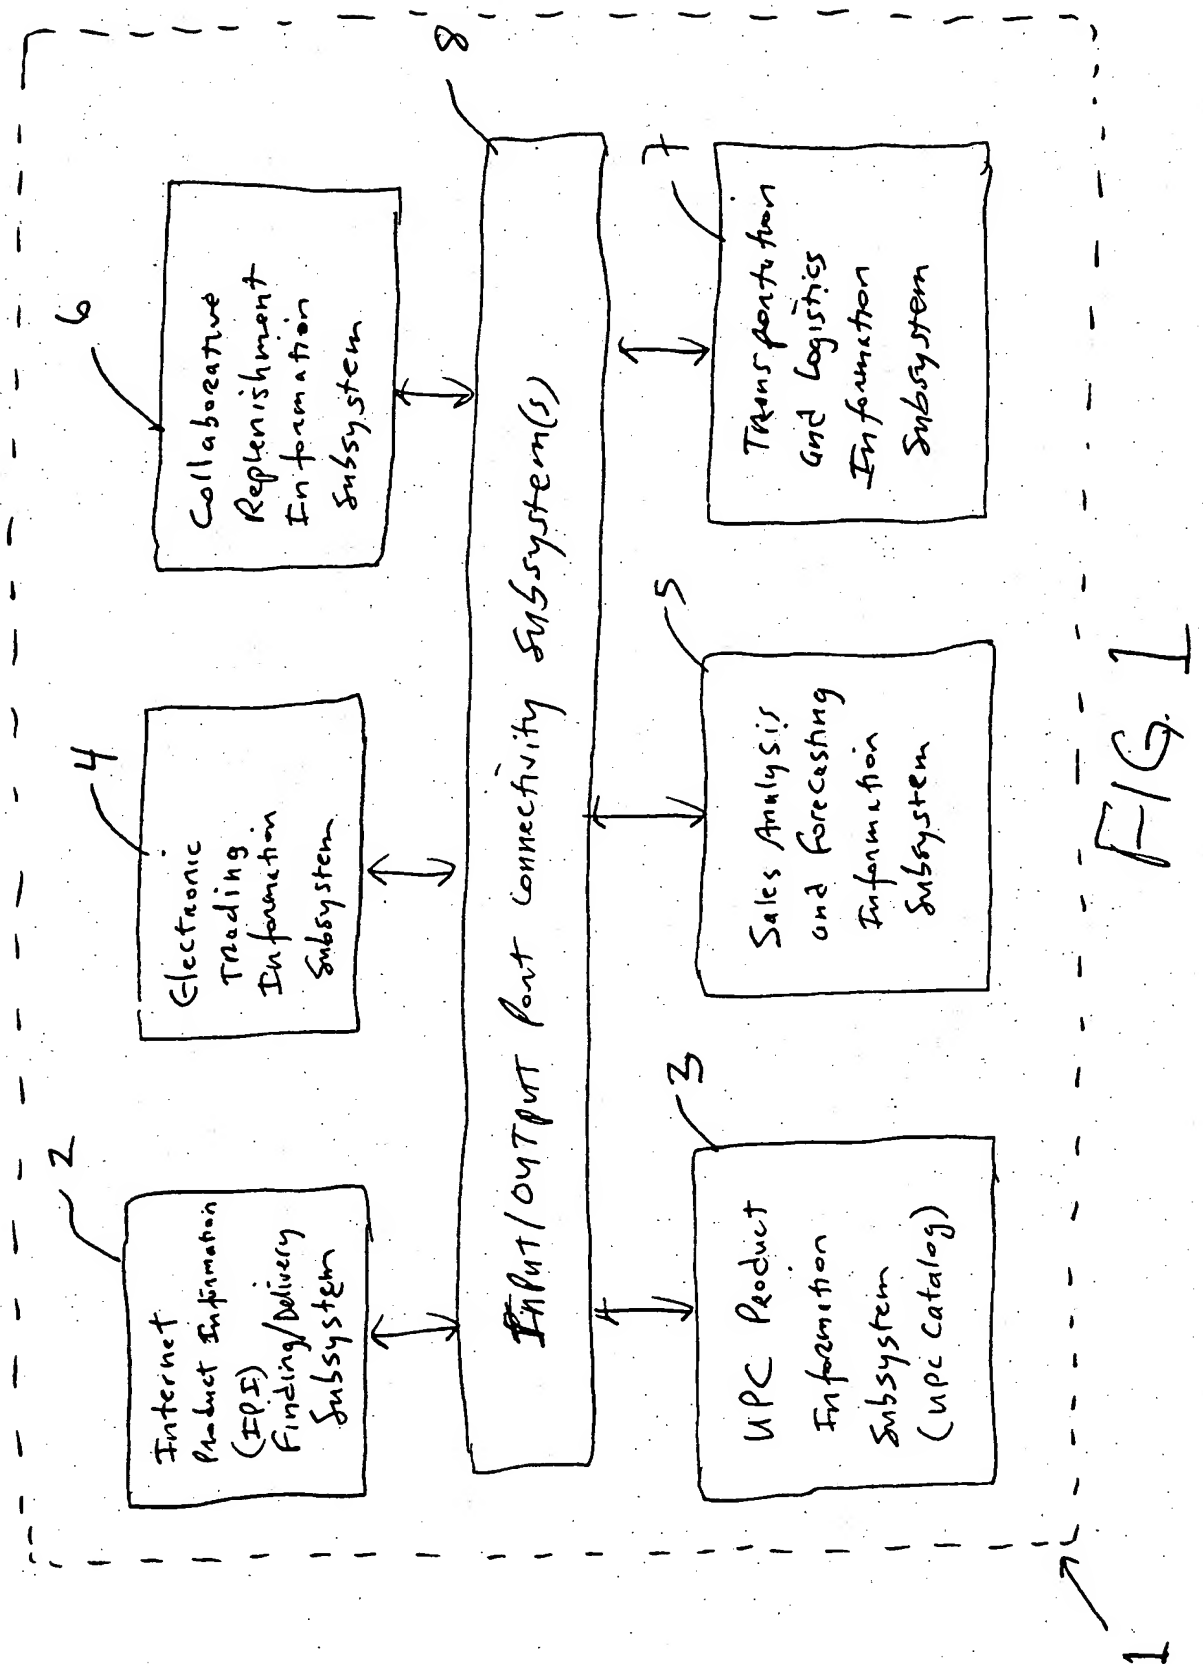 2
Internet
Product Information
(IPI)
Finding/Delivery
Subsystem
4
Electronic
Trading
Information
Subsystem
6
Collaborative
Replenishment
Information
Subsystem
8
Input/Output Port Connectivity Subsystem(s)
3
UPC Product
Information
Subsystem
(UPC Catalog)
5
Sales Analysis
and Forecasting
Information
Subsystem
7
Transportation
and Logistics
Information
Subsystem
1
FIG. 1